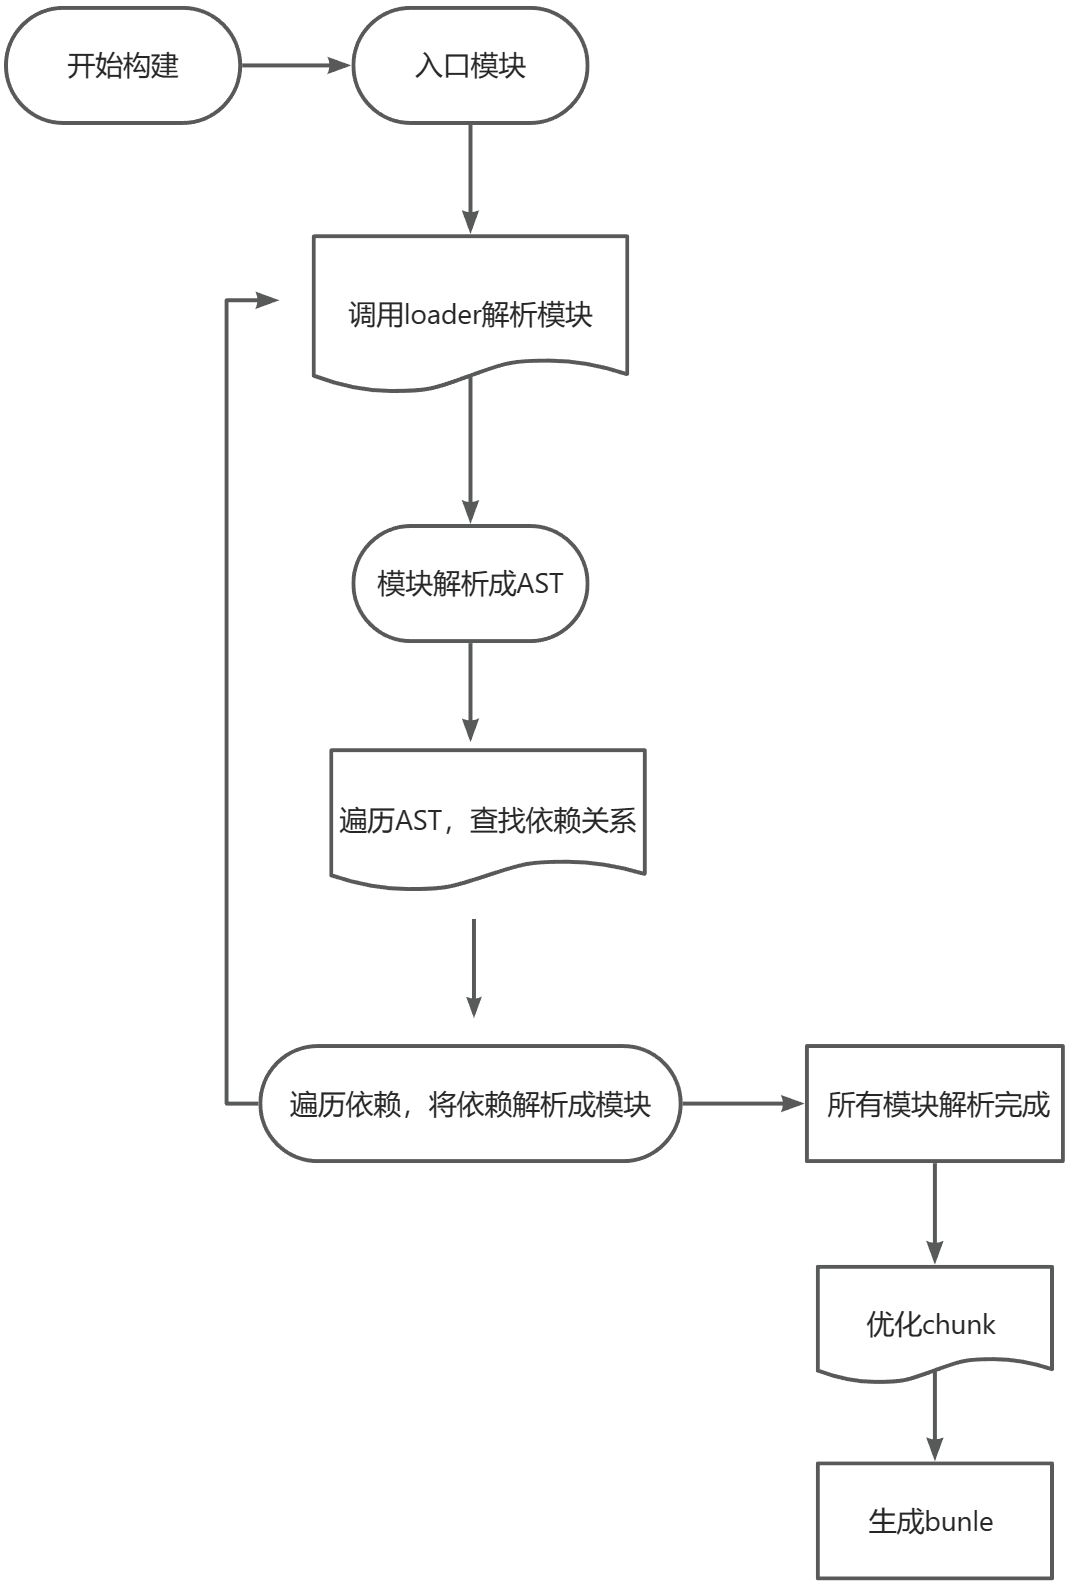 开始构建
入口模块
调用loader解析模块
模块解析成AST
遍历AST，查找依赖关系
遍历依赖，将依赖解析成模块
所有模块解析完成
优化chunk
生成bunle